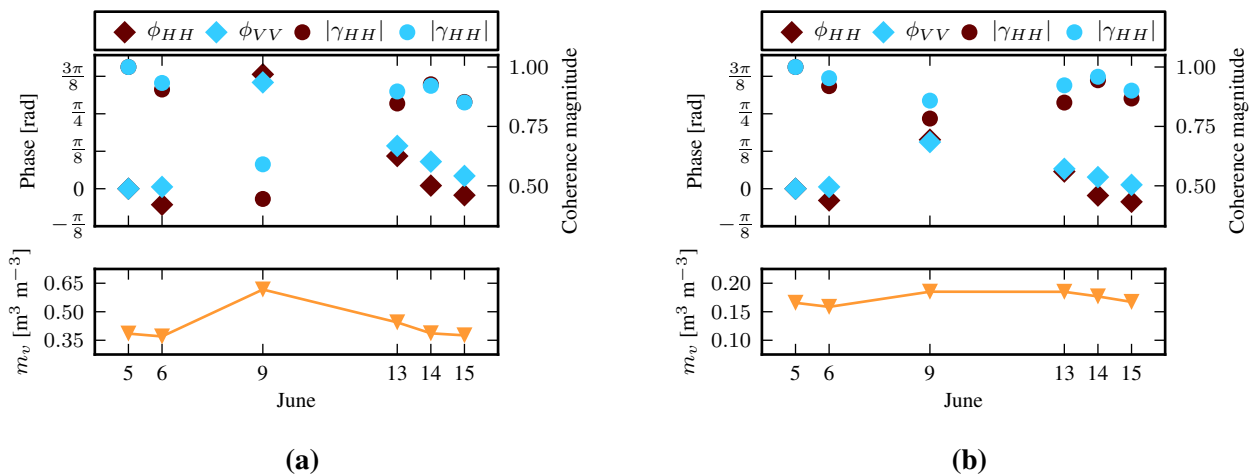 ϕHH ϕVV |γHH| |γHH|
3π/8
π/4
π/8
0
−π/8
Phase [rad]
1.00
0.75
0.50
Coherence magnitude
0.65
0.50
0.35
mv [m³ m⁻³]
5 6 9 13 14 15
June
(a)
ϕHH ϕVV |γHH| |γHH|
3π/8
π/4
π/8
0
−π/8
Phase [rad]
1.00
0.75
0.50
Coherence magnitude
0.20
0.15
0.10
mv [m³ m⁻³]
5 6 9 13 14 15
June
(b)